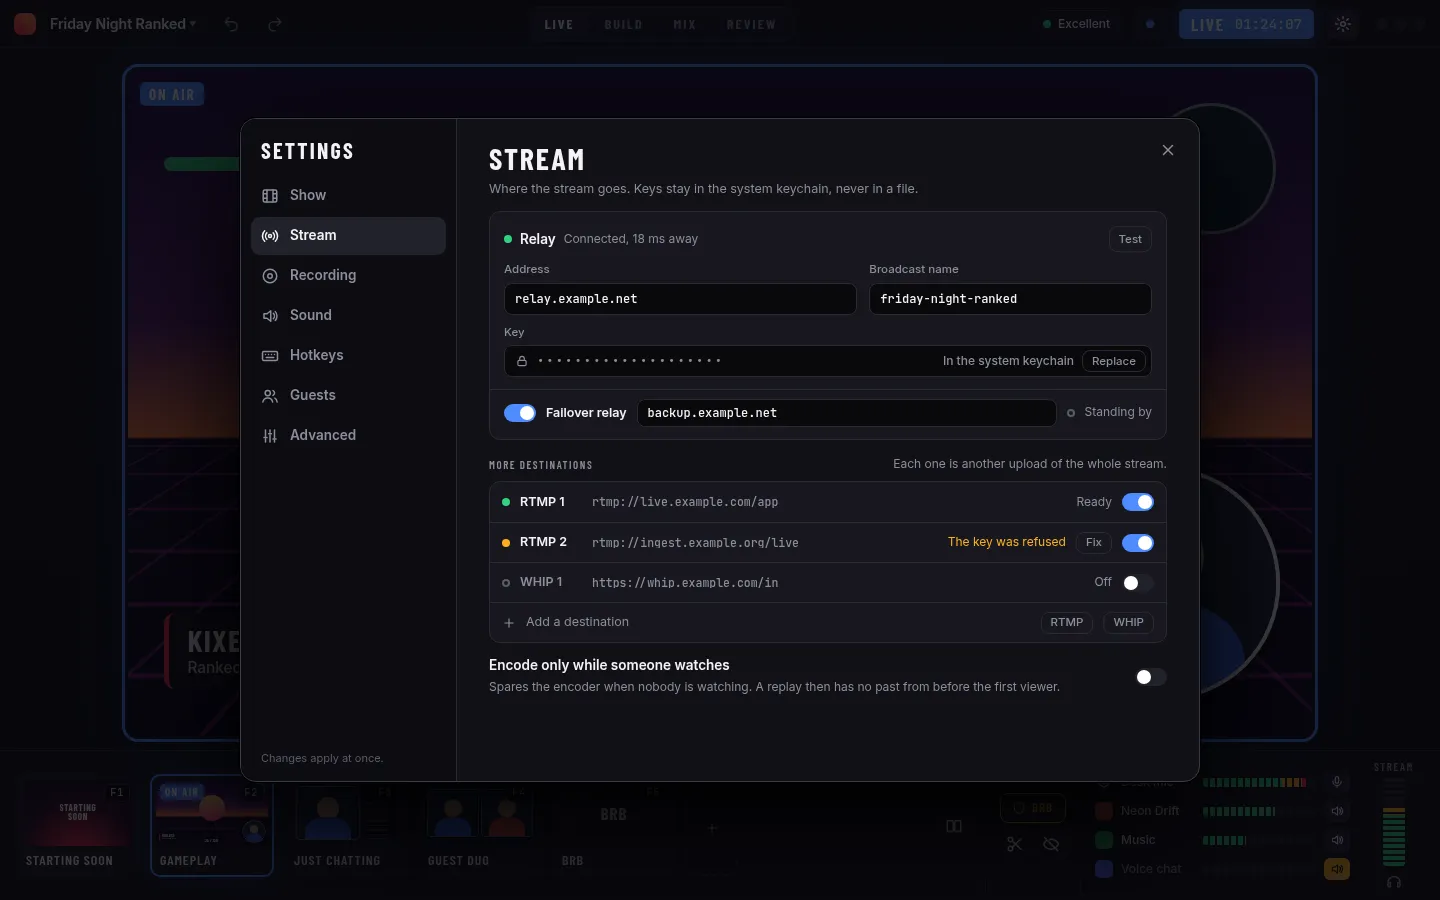 Friday Night Ranked
LIVE BUILD MIX REVIEW
Excellent
LIVE 01:24:07
ON AIR
SETTINGS
Show
Stream
Recording
Sound
Hotkeys
Guests
Advanced
Changes apply at once.
STREAM
Where the stream goes. Keys stay in the system keychain, never in a file.
Relay Connected, 18 ms away Test
Address
relay.example.net
Broadcast name
friday-night-ranked
Key
In the system keychain Replace
Failover relay backup.example.net Standing by
MORE DESTINATIONS Each one is another upload of the whole stream.
RTMP 1 rtmp://live.example.com/app Ready
RTMP 2 rtmp://ingest.example.org/live The key was refused Fix
WHIP 1 https://whip.example.com/in Off
Add a destination RTMP WHIP
Encode only while someone watches
Spares the encoder when nobody is watching. A replay then has no past from before the first viewer.
KIXE
Ranked
STARTING SOON
F1
STARTING SOON
ON AIR
F2
GAMEPLAY
JUST CHATTING
GUEST DUO
BRB
BRB
Neon Drift
Music
Voice chat
STREAM